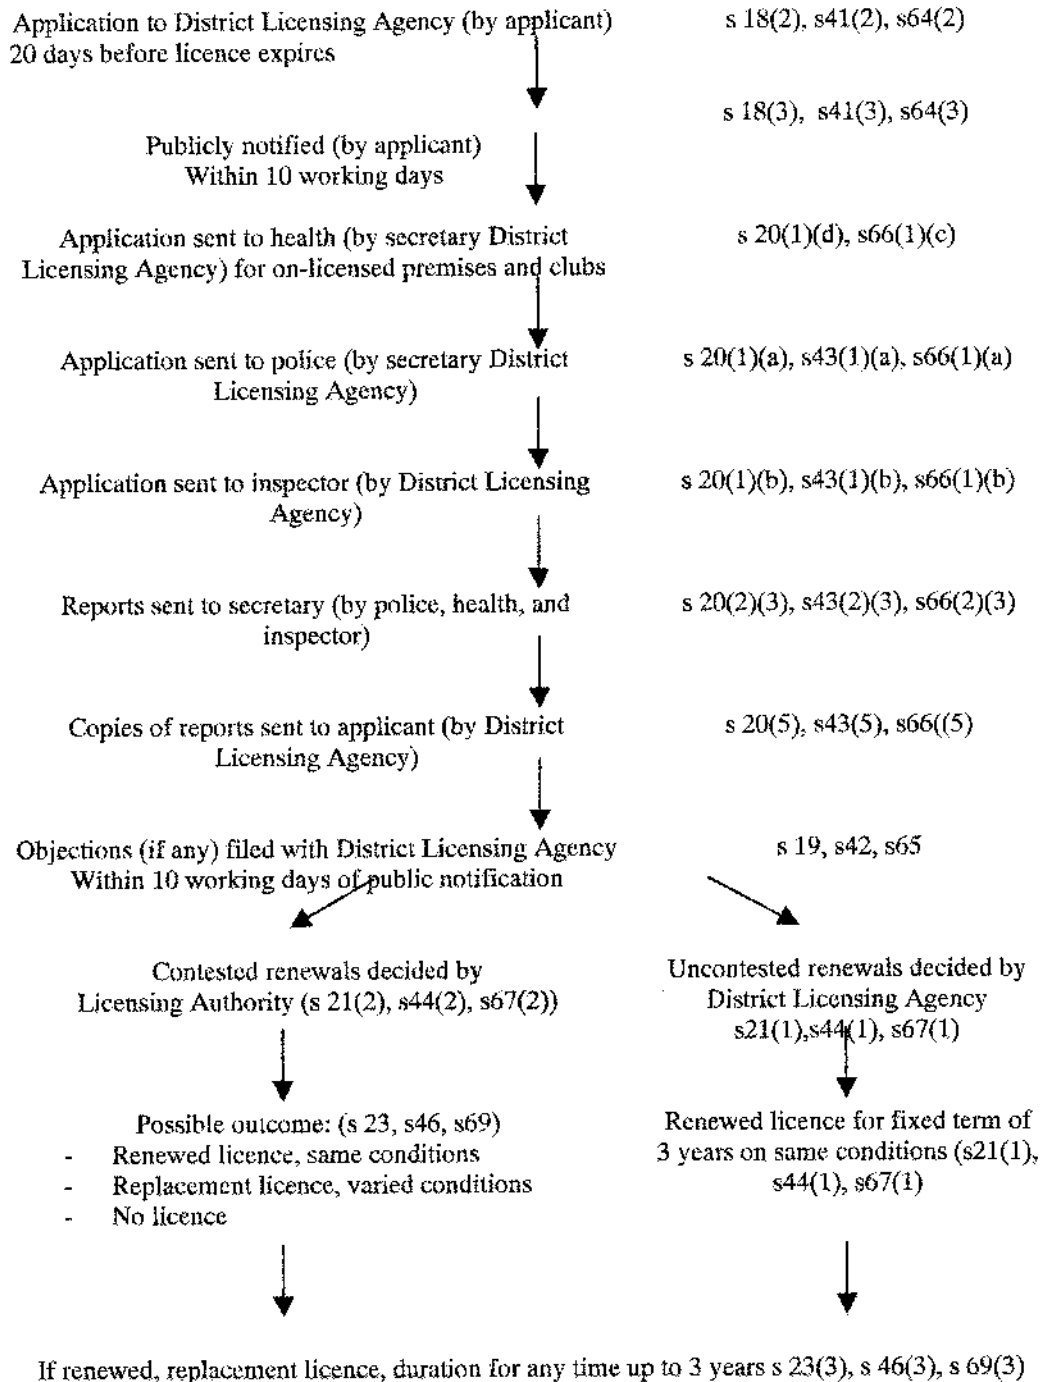 Application to District Licensing Agency (by applicant) s 18(2), s41(2), s64(2)
20 days before licence expires
s 18(3), s41(3), s64(3)
Publicly notified (by applicant)
Within 10 working days
Application sent to health (by secretary District s 20(1)(d), s66(1)(c)
Licensing Agency) for on-licensed premises and clubs
Application sent to police (by secretary District s 20(1)(a), s43(1)(a), s66(1)(a)
Licensing Agency)
Application sent to inspector (by District Licensing s 20(1)(b), s43(1)(b), s66(1)(b)
Agency)
Reports sent to secretary (by police, health, and s 20(2)(3), s43(2)(3), s66(2)(3)
inspector)
Copies of reports sent to applicant (by District s 20(5), s43(5), s66((5)
Licensing Agency)
Objections (if any) filed with District Licensing Agency s 19, s42, s65
Within 10 working days of public notification
Contested renewals decided by
Licensing Authority (s 21(2), s44(2), s67(2))
Uncontested renewals decided by
District Licensing Agency
s21(1),s44(1), s67(1)
Possible outcome: (s 23, s46, s69)
- Renewed licence, same conditions
- Replacement licence, varied conditions
- No licence
Renewed licence for fixed term of
3 years on same conditions (s21(1),
s44(1), s67(1)
If renewed, replacement licence, duration for any time up to 3 years s 23(3), s 46(3), s 69(3)